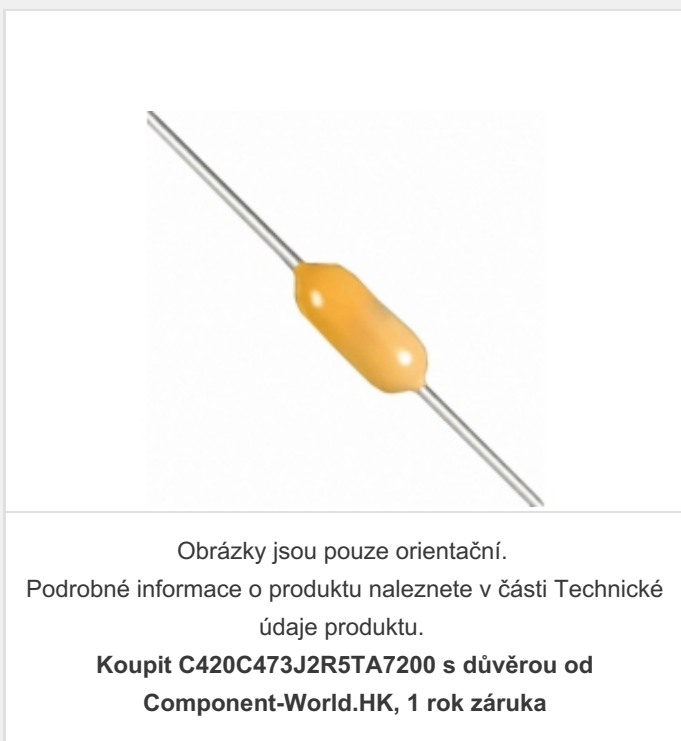 Obrázky jsou pouze orientační.
Podrobné informace o produktu naleznete v části Technické
údaje produktu.
Koupit C420C473J2R5TA7200 s důvěrou od
Component-World.HK, 1 rok záruka